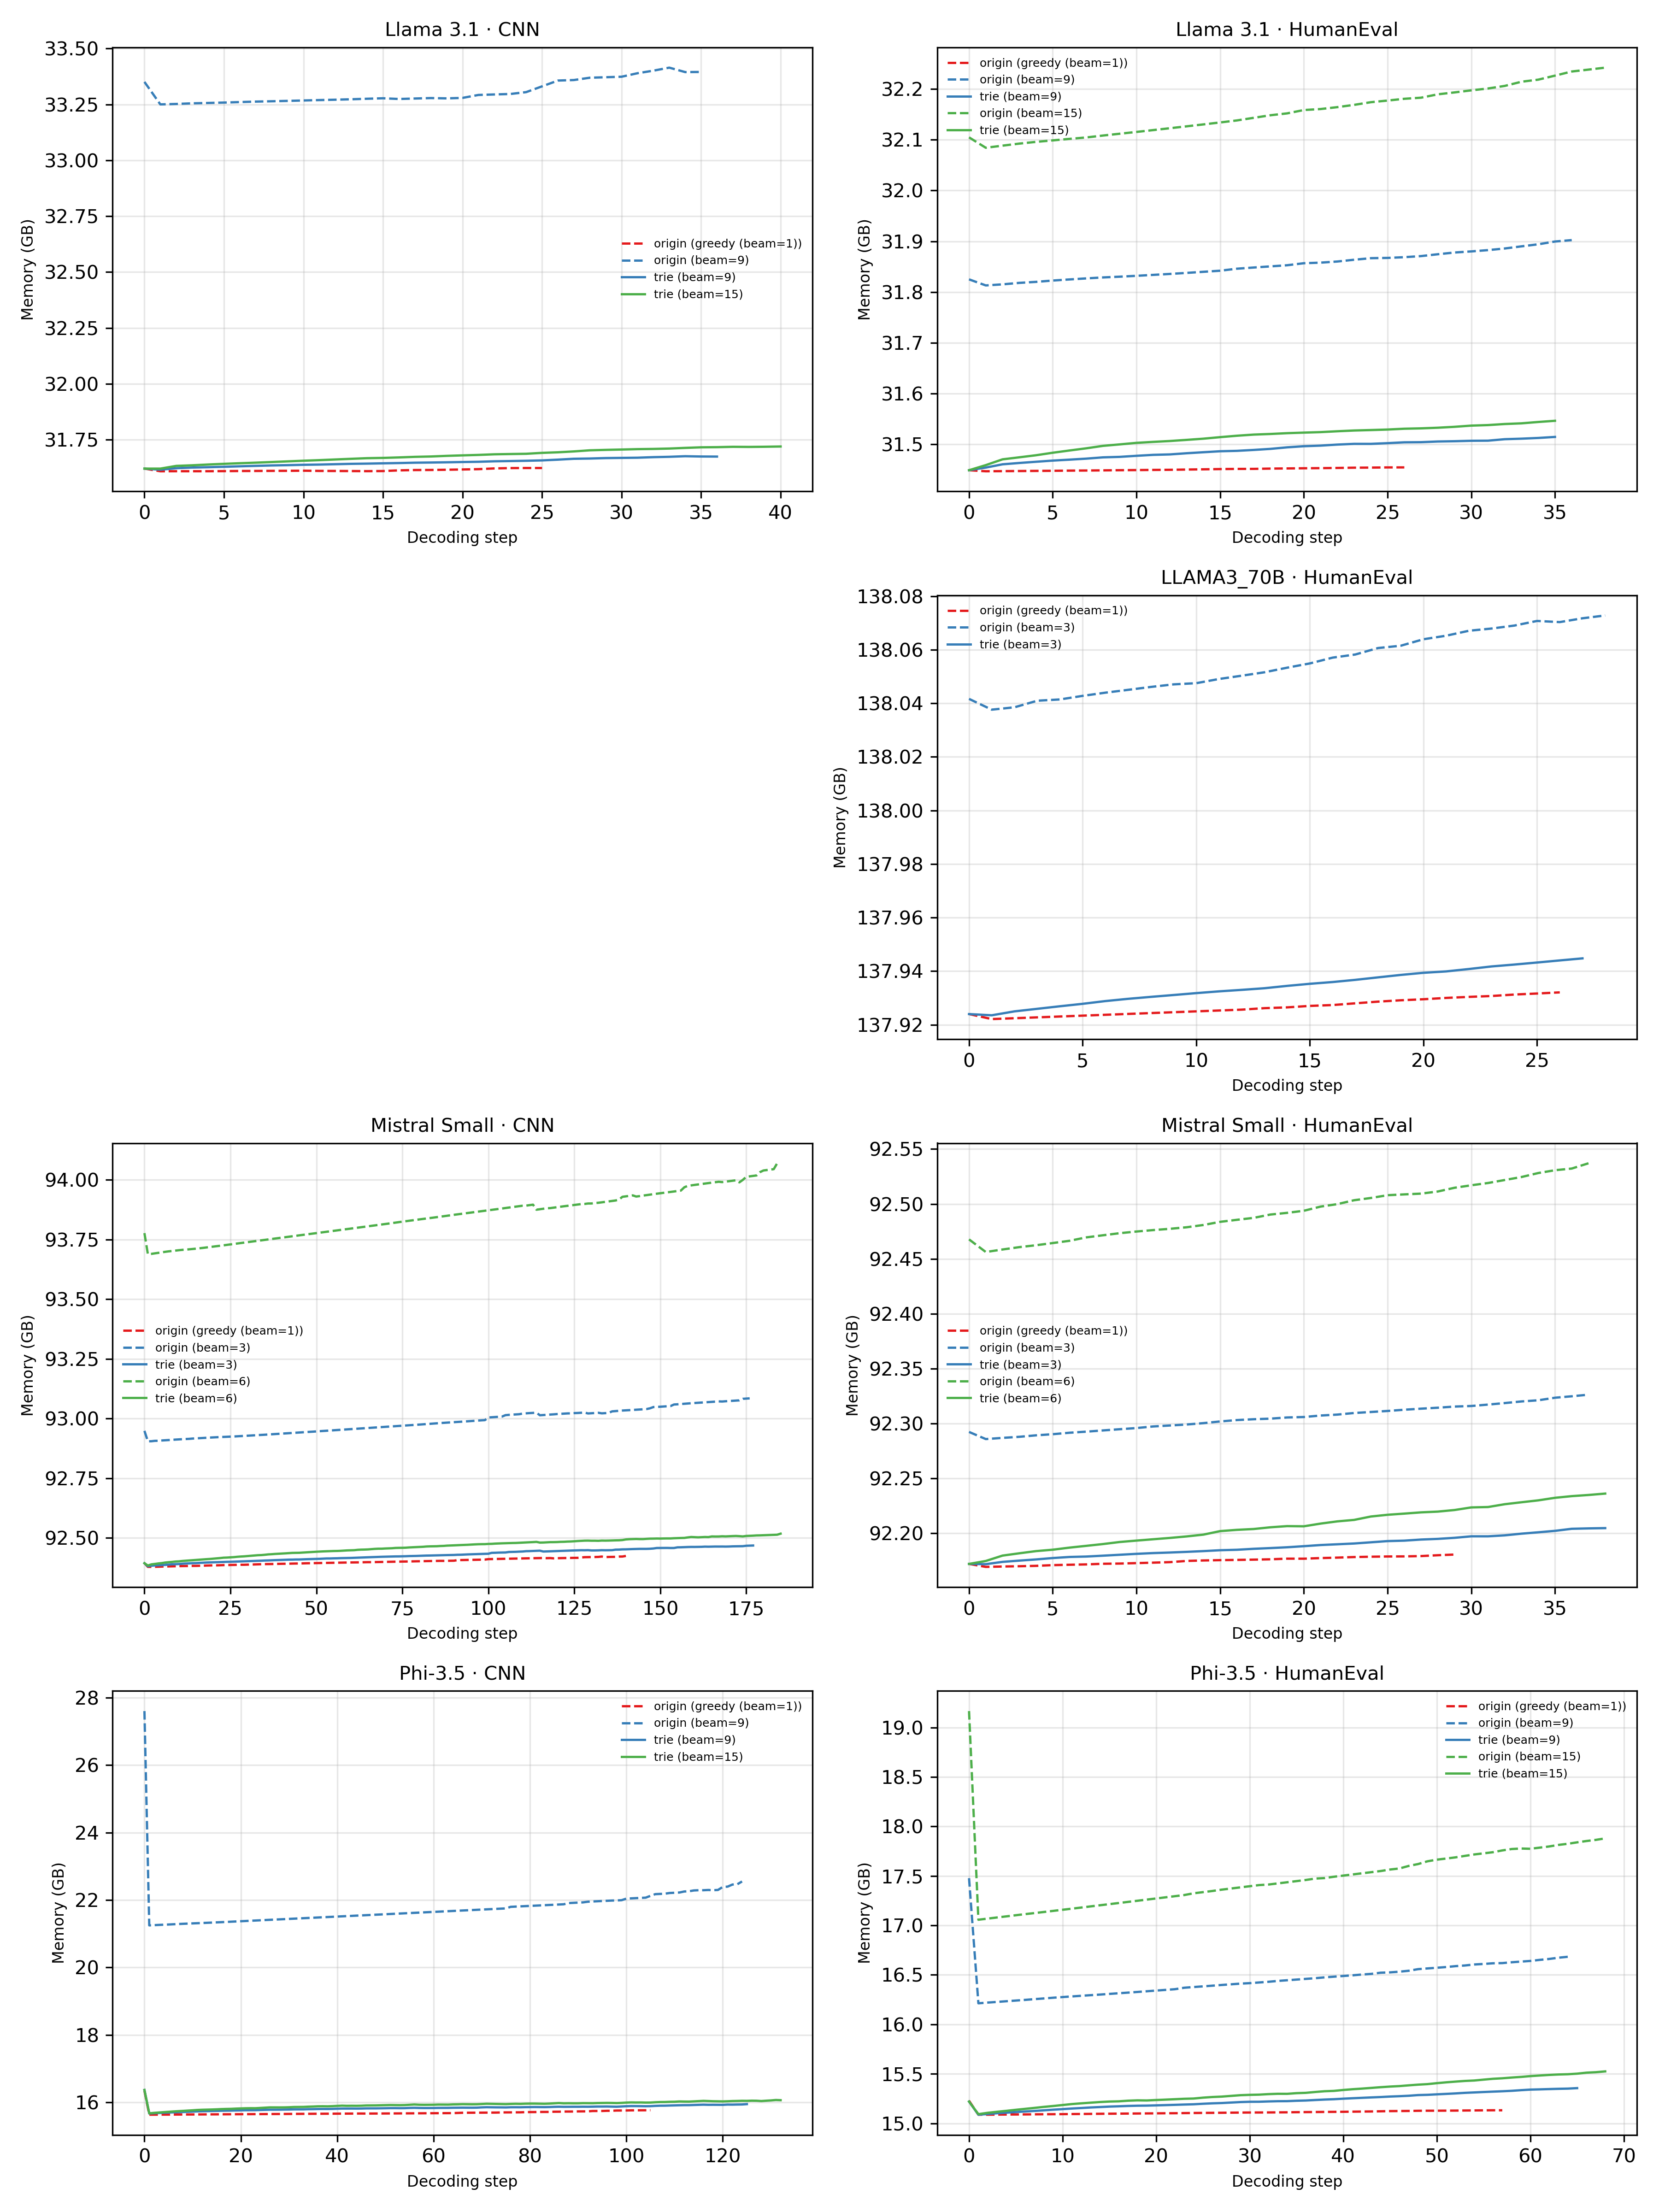 Llama 3.1 · CNN
Memory (GB)
33.50
33.25
33.00
32.75
32.50
32.25
32.00
31.75
origin (greedy (beam=1))
origin (beam=9)
trie (beam=9)
trie (beam=15)
0 5 10 15 20 25 30 35 40
Decoding step
Llama 3.1 · HumanEval
Memory (GB)
32.2
32.1
32.0
31.9
31.8
31.7
31.6
31.5
origin (greedy (beam=1))
origin (beam=9)
trie (beam=9)
origin (beam=15)
trie (beam=15)
0 5 10 15 20 25 30 35
Decoding step
LLAMA3_70B · HumanEval
Memory (GB)
138.08
138.06
138.04
138.02
138.00
137.98
137.96
137.94
137.92
origin (greedy (beam=1))
origin (beam=3)
trie (beam=3)
0 5 10 15 20 25
Decoding step
Mistral Small · CNN
Memory (GB)
94.00
93.75
93.50
93.25
93.00
92.75
92.50
origin (greedy (beam=1))
origin (beam=3)
trie (beam=3)
origin (beam=6)
trie (beam=6)
0 25 50 75 100 125 150 175
Decoding step
Mistral Small · HumanEval
Memory (GB)
92.55
92.50
92.45
92.40
92.35
92.30
92.25
92.20
origin (greedy (beam=1))
origin (beam=3)
trie (beam=3)
origin (beam=6)
trie (beam=6)
0 5 10 15 20 25 30 35
Decoding step
Phi-3.5 · CNN
Memory (GB)
28
26
24
22
20
18
16
origin (greedy (beam=1))
origin (beam=9)
trie (beam=9)
trie (beam=15)
0 20 40 60 80 100 120
Decoding step
Phi-3.5 · HumanEval
Memory (GB)
19.0
18.5
18.0
17.5
17.0
16.5
16.0
15.5
15.0
origin (greedy (beam=1))
origin (beam=9)
trie (beam=9)
origin (beam=15)
trie (beam=15)
0 10 20 30 40 50 60 70
Decoding step